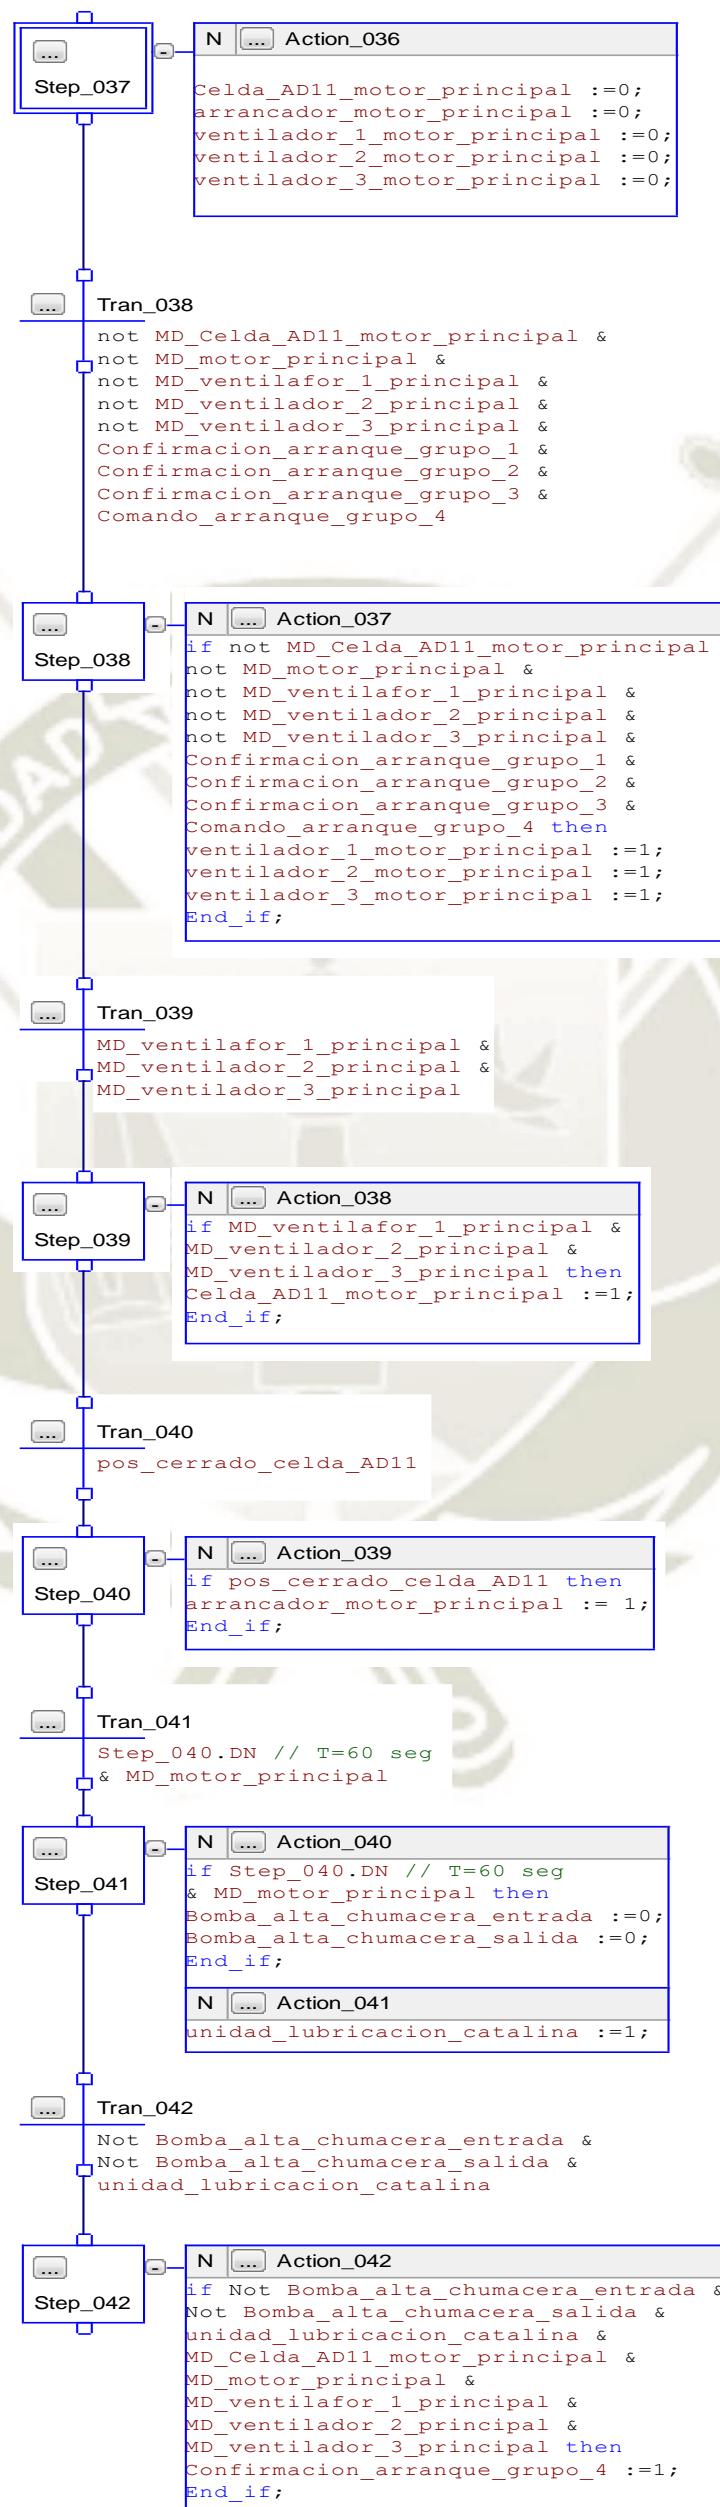 N ... Action_036
...
Step_037
Celda_AD11_motor_principal :=0;
arrancador_motor_principal :=0;
ventilador_1_motor_principal :=0;
ventilador_2_motor_principal :=0;
ventilador_3_motor_principal :=0;
... Tran_038
not MD_Celda_AD11_motor_principal &
not MD_motor_principal &
not MD_ventilafor_1_principal &
not MD_ventilador_2_principal &
not MD_ventilador_3_principal &
Confirmacion_arranque_grupo_1 &
Confirmacion_arranque_grupo_2 &
Confirmacion_arranque_grupo_3 &
Comando_arranque_grupo_4
...
Step_038
N ... Action_037
if not MD_Celda_AD11_motor_principal
not MD_motor_principal &
not MD_ventilafor_1_principal &
not MD_ventilador_2_principal &
not MD_ventilador_3_principal &
Confirmacion_arranque_grupo_1 &
Confirmacion_arranque_grupo_2 &
Confirmacion_arranque_grupo_3 &
Comando_arranque_grupo_4 then
ventilador_1_motor_principal :=1;
ventilador_2_motor_principal :=1;
ventilador_3_motor_principal :=1;
End_if;
... Tran_039
MD_ventilafor_1_principal &
MD_ventilador_2_principal &
MD_ventilador_3_principal
...
Step_039
N ... Action_038
if MD_ventilafor_1_principal &
MD_ventilador_2_principal &
MD_ventilador_3_principal then
Celda_AD11_motor_principal :=1;
End_if;
... Tran_040
pos_cerrado_celda_AD11
...
Step_040
N ... Action_039
if pos_cerrado_celda_AD11 then
arrancador_motor_principal := 1;
End_if;
... Tran_041
Step_040.DN // T=60 seg
& MD_motor_principal
...
Step_041
N ... Action_040
if Step_040.DN // T=60 seg
& MD_motor_principal then
Bomba_alta_chumacera_entrada :=0;
Bomba_alta_chumacera_salida :=0;
End_if;
N ... Action_041
unidad_lubricacion_catalina :=1;
... Tran_042
Not Bomba_alta_chumacera_entrada &
Not Bomba_alta_chumacera_salida &
unidad_lubricacion_catalina
...
Step_042
N ... Action_042
if Not Bomba_alta_chumacera_entrada &
Not Bomba_alta_chumacera_salida &
unidad_lubricacion_catalina &
MD_Celda_AD11_motor_principal &
MD_motor_principal &
MD_ventilafor_1_principal &
MD_ventilador_2_principal &
MD_ventilador_3_principal then
Confirmacion_arranque_grupo_4 :=1;
End_if;